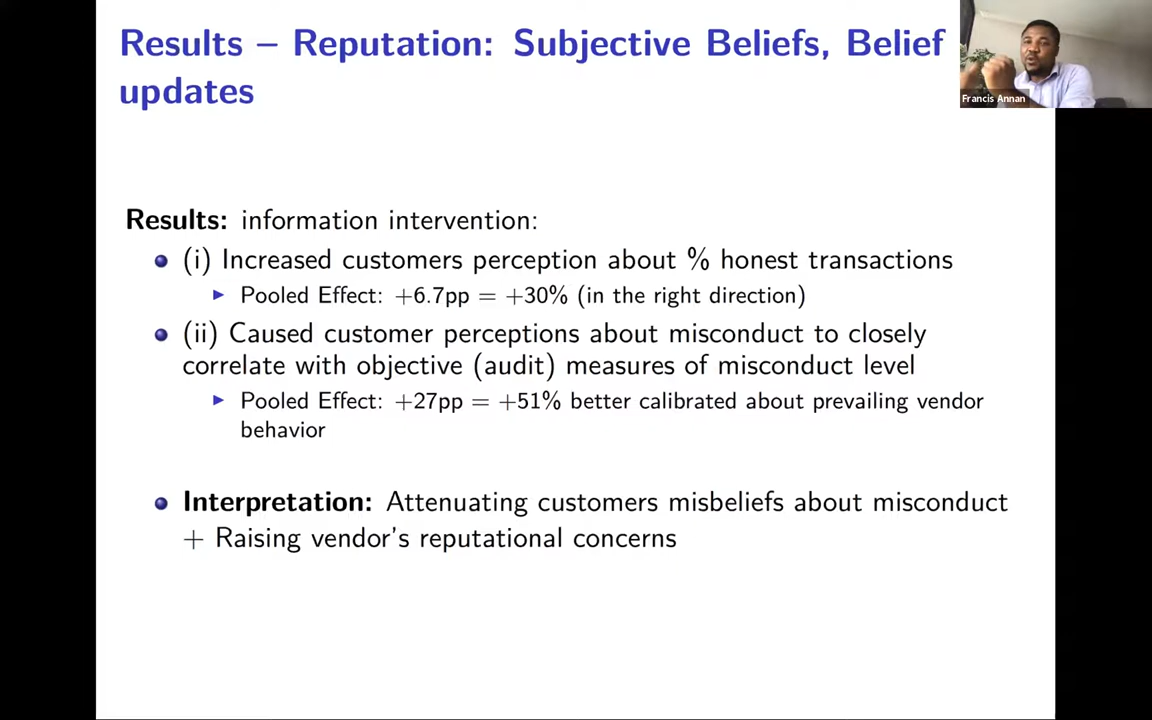 Results – Reputation: Subjective Beliefs, Belief
updates
Francis Annan
Results: information intervention:
(i) Increased customers perception about % honest transactions
Pooled Effect: +6.7pp = +30% (in the right direction)
(ii) Caused customer perceptions about misconduct to closely
correlate with objective (audit) measures of misconduct level
Pooled Effect: +27pp = +51% better calibrated about prevailing vendor
behavior
Interpretation: Attenuating customers misbeliefs about misconduct
+ Raising vendor's reputational concerns